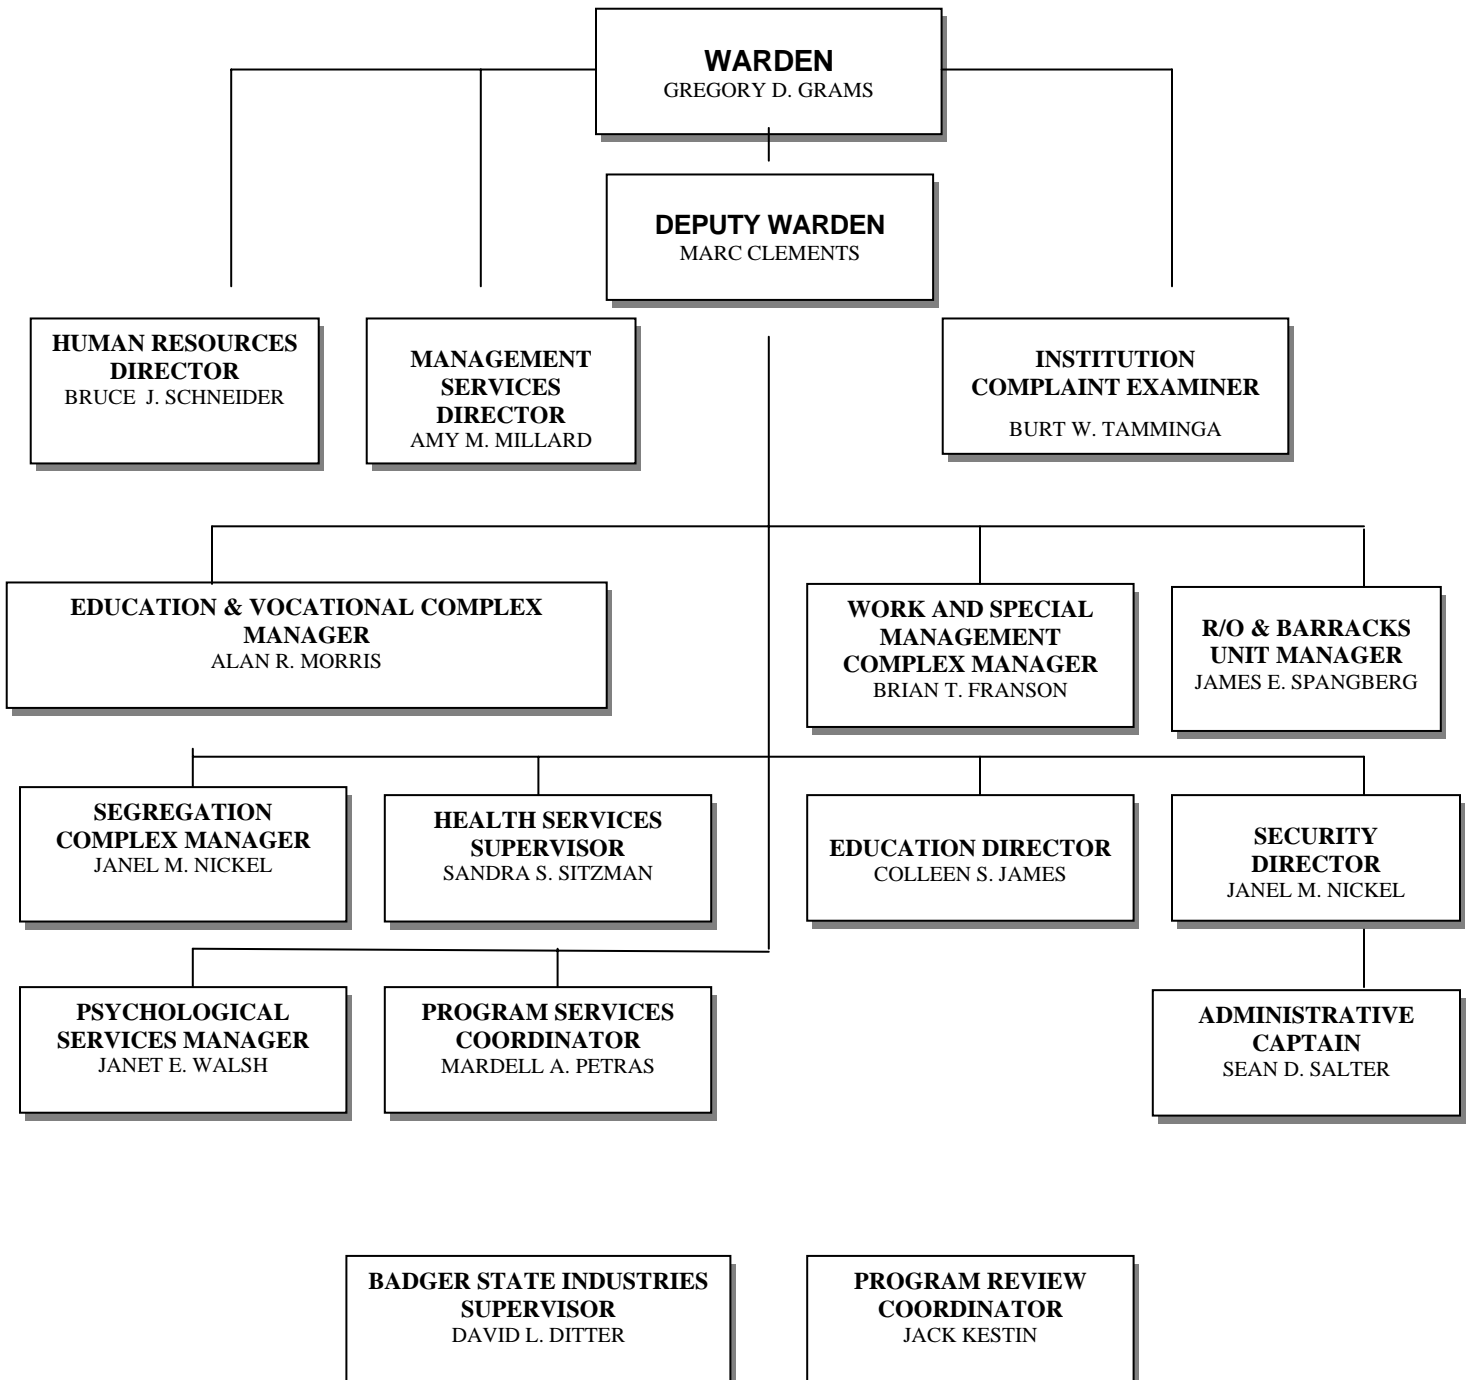 WARDEN
GREGORY D. GRAMS
DEPUTY WARDEN
MARC CLEMENTS
HUMAN RESOURCES
DIRECTOR
BRUCE J. SCHNEIDER
MANAGEMENT
SERVICES
DIRECTOR
AMY M. MILLARD
INSTITUTION
COMPLAINT EXAMINER
BURT W. TAMMINGA
EDUCATION & VOCATIONAL COMPLEX
MANAGER
ALAN R. MORRIS
WORK AND SPECIAL
MANAGEMENT
COMPLEX MANAGER
BRIAN T. FRANSON
R/O & BARRACKS
UNIT MANAGER
JAMES E. SPANGBERG
SEGREGATION
COMPLEX MANAGER
JANEL M. NICKEL
HEALTH SERVICES
SUPERVISOR
SANDRA S. SITZMAN
EDUCATION DIRECTOR
COLLEEN S. JAMES
SECURITY
DIRECTOR
JANEL M. NICKEL
PSYCHOLOGICAL
SERVICES MANAGER
JANET E. WALSH
PROGRAM SERVICES
COORDINATOR
MARDELL A. PETRAS
ADMINISTRATIVE
CAPTAIN
SEAN D. SALTER
BADGER STATE INDUSTRIES
SUPERVISOR
DAVID L. DITTER
PROGRAM REVIEW
COORDINATOR
JACK KESTIN